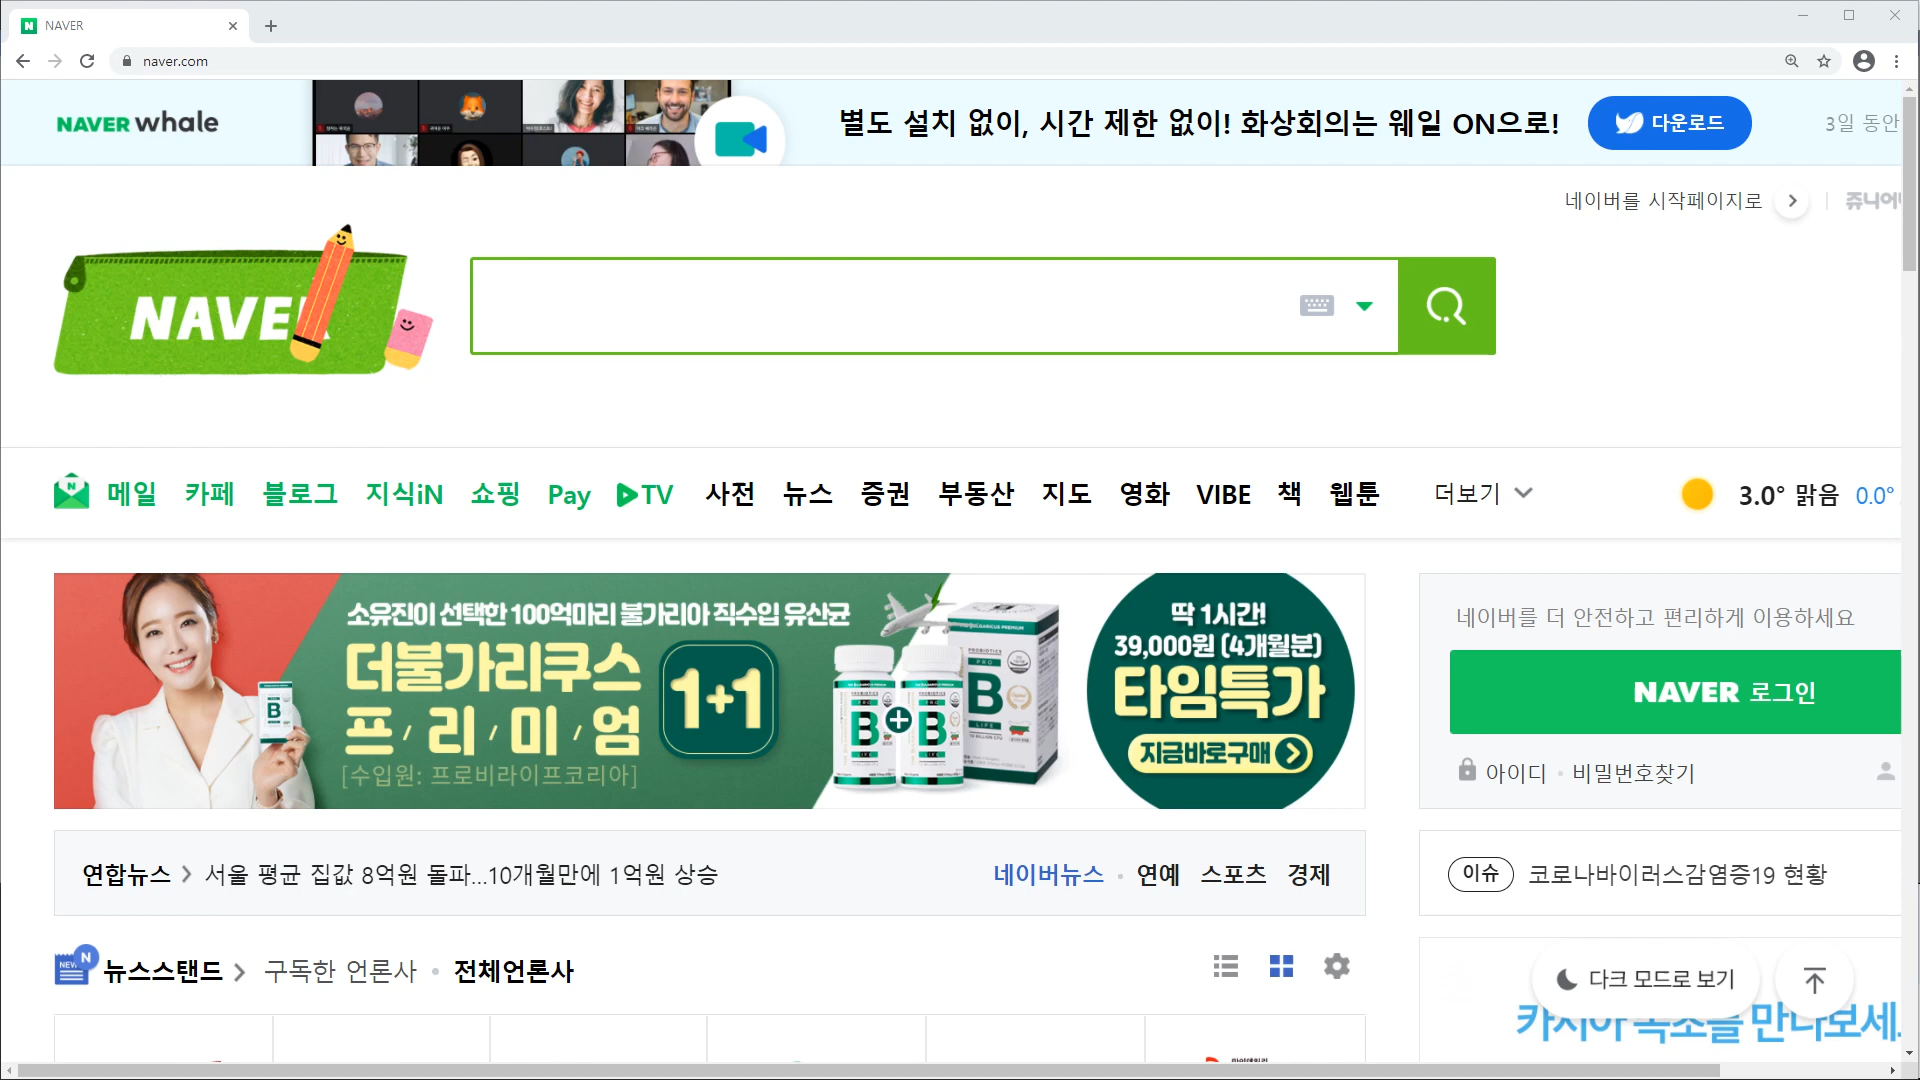 NAVER
naver.com
NAVER whale
별도 설치 없이, 시간 제한 없이! 화상회의는 웨일 ON으로!
다운로드
3일 동안
네이버를 시작페이지로
쥬니어
NAVER
메일 카페 블로그 지식iN 쇼핑 Pay TV 사전 뉴스 증권 부동산 지도 영화 VIBE 책 웹툰 더보기
3.0° 맑음 0.0°
소유진이 선택한 100억마리 불가리아 직수입 유산균
더불가리쿠스
프/리/미/엄
1+1
[수입원: 프로비라이프코리아]
B
PROBIOTICS
PRO
B
LIFE
B + B
딱 1시간!
39,000원 (4개월분)
타임특가
지금바로구매
네이버를 더 안전하고 편리하게 이용하세요
NAVER 로그인
아이디 · 비밀번호찾기
연합뉴스 > 서울 평균 집값 8억원 돌파...10개월만에 1억원 상승
네이버뉴스 · 연예 스포츠 경제
이슈 코로나바이러스감염증19 현황
뉴스스탠드 > 구독한 언론사 · 전체언론사
다크 모드로 보기